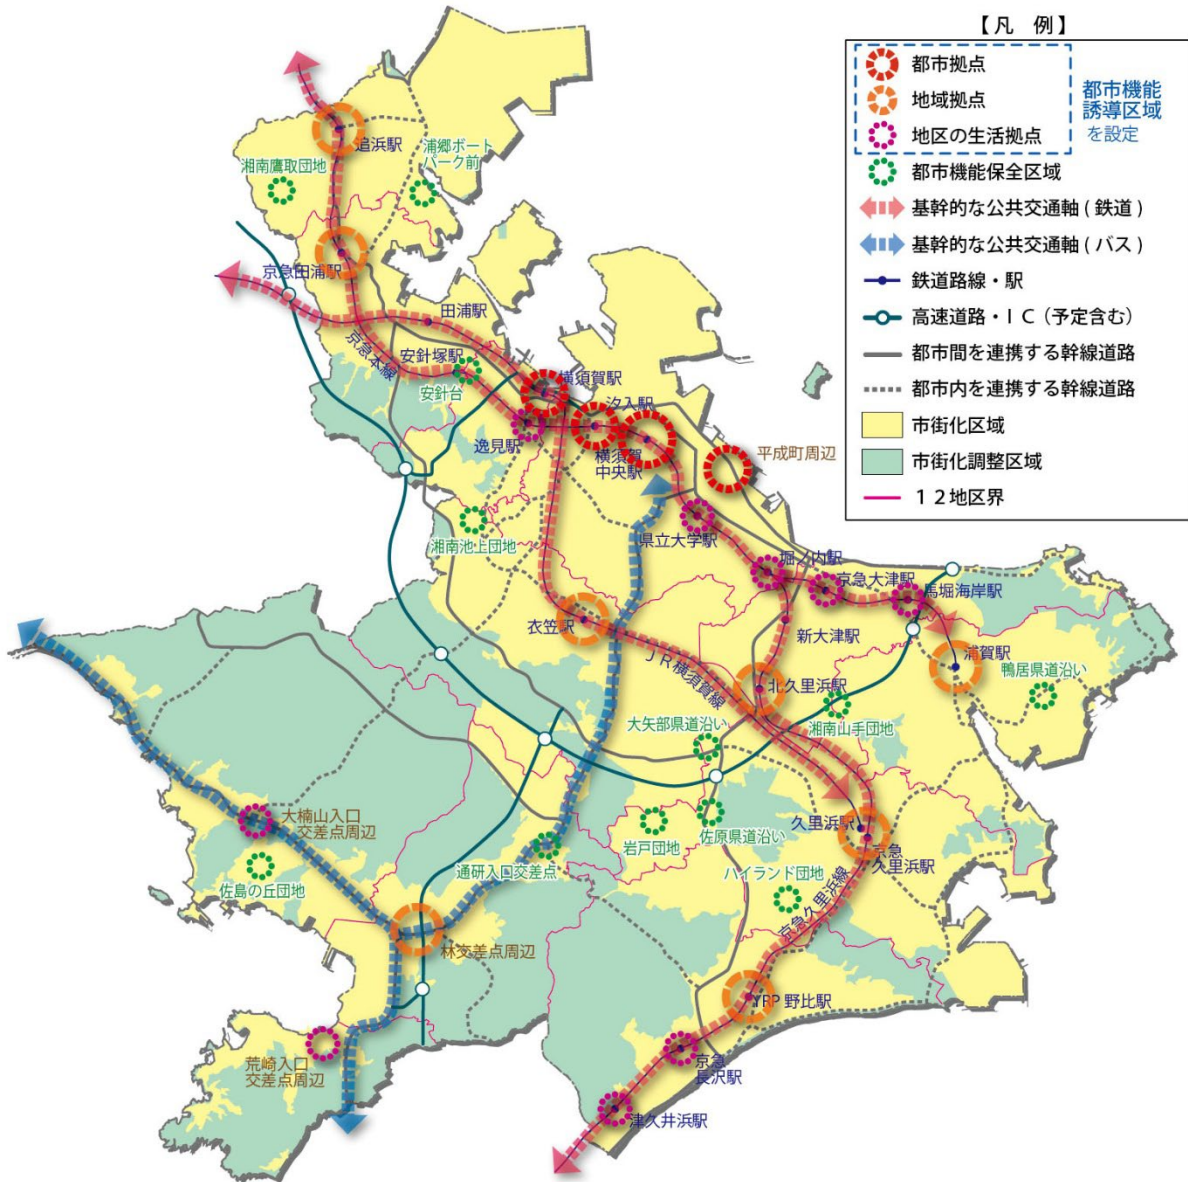 【凡 例】
都市拠点
地域拠点
地区の生活拠点
都市機能
誘導区域
を設定
都市機能保全区域
基幹的な公共交通軸(鉄道)
基幹的な公共交通軸(バス)
鉄道路線・駅
高速道路・IC(予定含む)
都市間を連携する幹線道路
都市内を連携する幹線道路
市街化区域
市街化調整区域
12地区界
追浜駅
浦郷ボート
パーク前
湘南鷹取団地
京急田浦駅
田浦駅
京急本線
安針塚駅
安針台
横須賀駅
汐入駅
逸見駅
横須賀
中央駅
平成町周辺
湘南池上団地
県立大学駅
堀ノ内駅
京急大津駅
馬堀海岸駅
衣笠駅
新大津駅
浦賀駅
JR横須賀線
北久里浜駅
鴨居県道沿い
湘南山手団地
大矢部県道沿い
大楠山入口
交差点周辺
佐島の丘団地
通研入口交差点
岩戸団地
佐原県道沿い
久里浜駅
京急
久里浜駅
ハイランド団地
京急久里浜線
林交差点周辺
YRP野比駅
荒崎入口
交差点周辺
京急
長沢駅
津久井浜駅